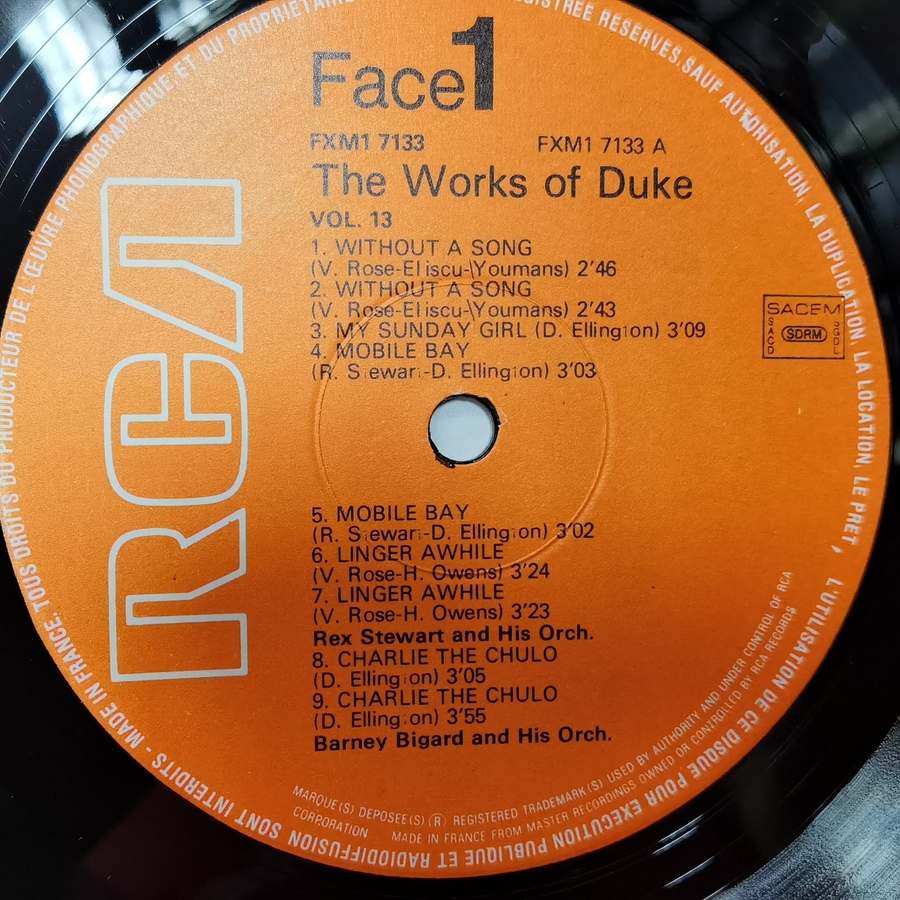 Face 1
FXM1 7133 FXM1 7133 A
The Works of Duke
VOL. 13
1. WITHOUT A SONG
(V. Rose-Eliscu-Youmans) 2'46
2. WITHOUT A SONG
(V. Rose-Eliscu-Youmans) 2'43
3. MY SUNDAY GIRL (D. Ellington) 3'09
4. MOBILE BAY
(R. Stewart-D. Ellington) 3'03
SACEM
SACD SDRM SGDL
RCA
5. MOBILE BAY
(R. Stewart-D. Ellington) 3'02
6. LINGER AWHILE
(V. Rose-H. Owens) 3'24
7. LINGER AWHILE
(V. Rose-H. Owens) 3'23
Rex Stewart and His Orch.
8. CHARLIE THE CHULO
(D. Ellington) 3'05
9. CHARLIE THE CHULO
(D. Ellington) 3'55
Barney Bigard and His Orch.
MARQUE(S) DEPOSEE(S) ® REGISTERED TRADEMARK(S) USED BY AUTHORITY AND UNDER CONTROL OF RCA
CORPORATION MADE IN FRANCE FROM MASTER RECORDINGS OWNED OR CONTROLLED BY RCA RECORDS
MADE IN FRANCE. TOUS DROITS DU PRODUCTEUR DE L'ŒUVRE PHONOGRAPHIQUE ET DU PROPRIETAIRE REGISTREE RESERVES. SAUF AUTORISATION, LA DUPLICATION, LA LOCATION, LE PRET, L'UTILISATION DE CE DISQUE POUR EXECUTION PUBLIQUE ET RADIODIFFUSION SONT INTERDITS -